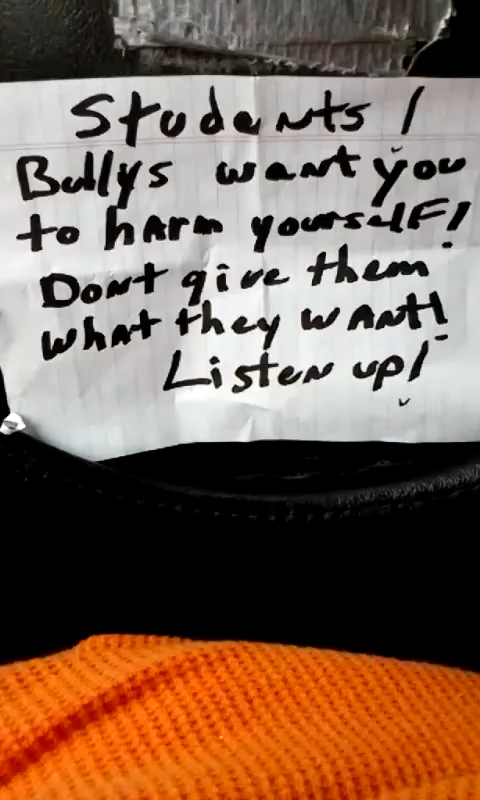 Students!
Bullys want you
to harm yourself!
Dont give them
what they want!
Listen up!